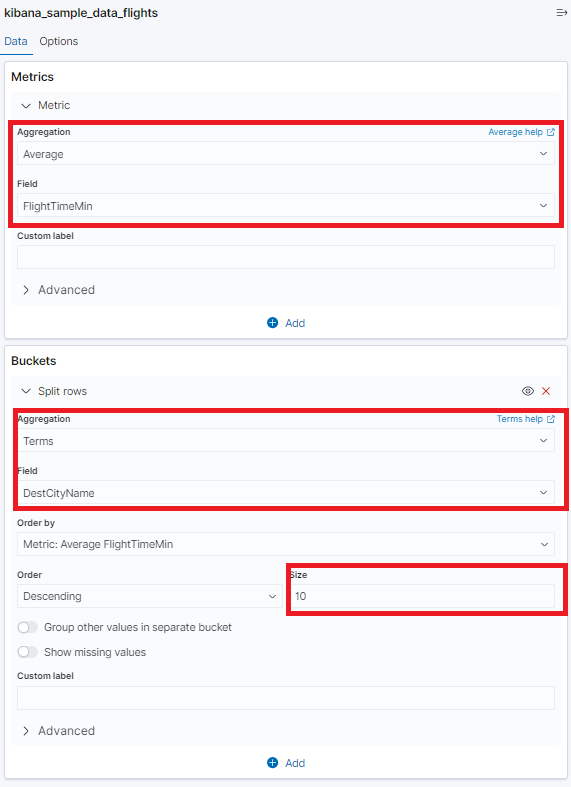 kibana_sample_data_flights
Data Options
Metrics
Metric
Aggregation Average help
Average
Field
FlightTimeMin
Custom label
Advanced
Add
Buckets
Split rows
Aggregation Terms help
Terms
Field
DestCityName
Order by
Metric: Average FlightTimeMin
Order Size
Descending 10
Group other values in separate bucket
Show missing values
Custom label
Advanced
Add